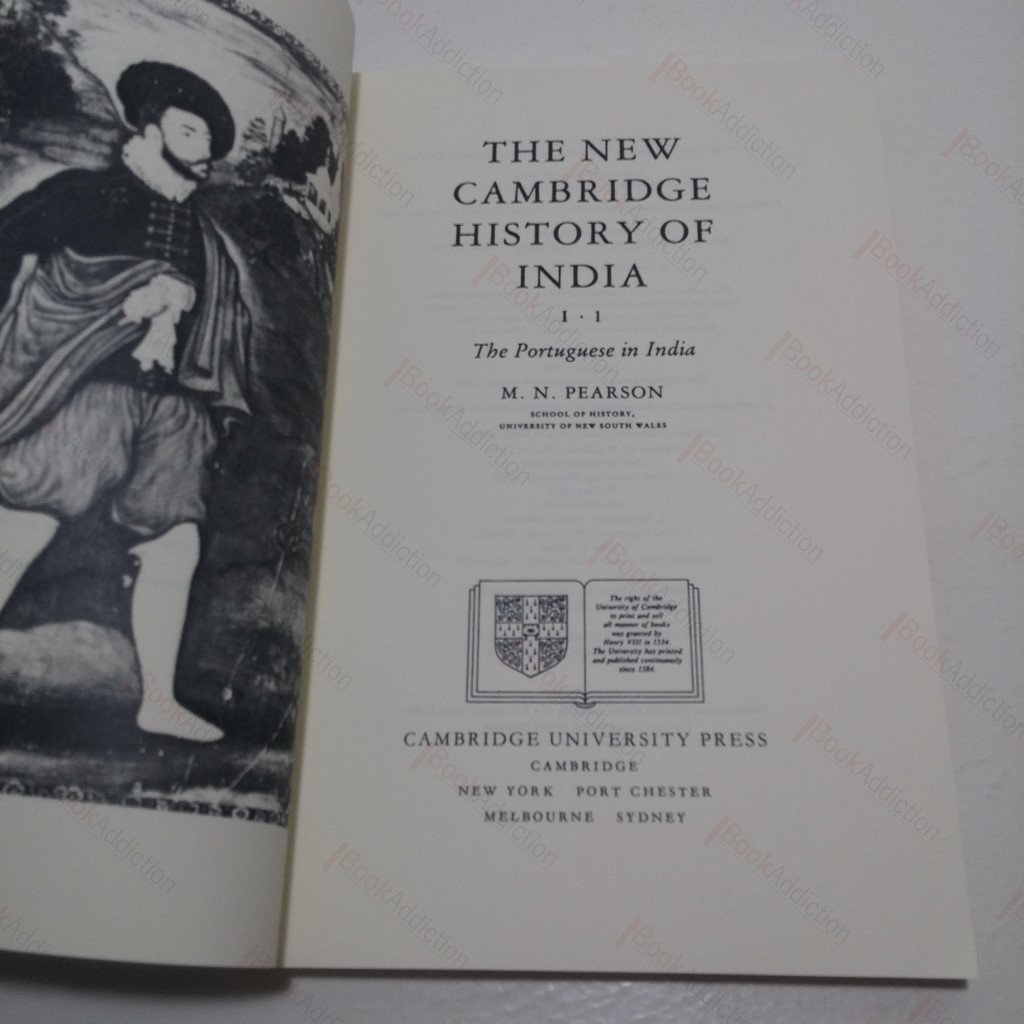 THE NEW
CAMBRIDGE
HISTORY OF
INDIA
I · 1
The Portuguese in India
M. N. PEARSON
SCHOOL OF HISTORY,
UNIVERSITY OF NEW SOUTH WALES
The right of the
University of Cambridge
to print and sell
all manner of books
was granted by
Henry VIII in 1534.
The University has printed
and published continuously
since 1584.
CAMBRIDGE UNIVERSITY PRESS
CAMBRIDGE
NEW YORK PORT CHESTER
MELBOURNE SYDNEY
BookAddiction